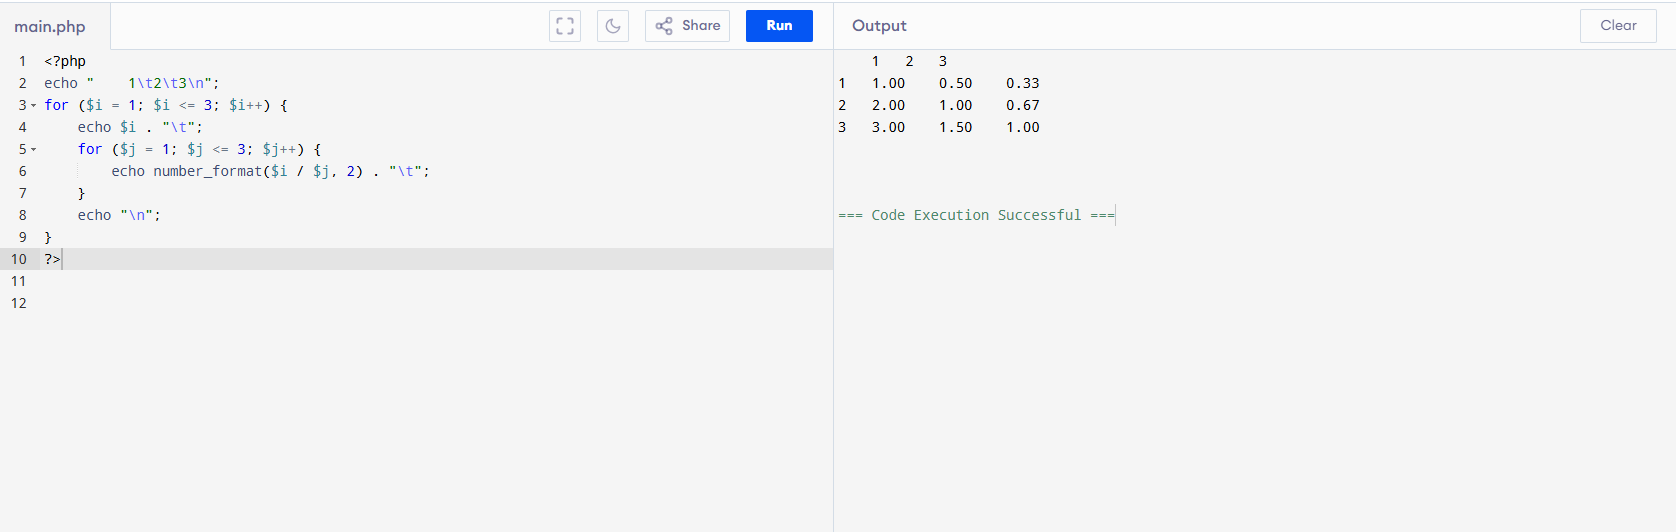 main.php
Share
Run
Output
Clear
1 <?php
2 echo "    1\t2\t3\n";
3 for ($i = 1; $i <= 3; $i++) {
4     echo $i . "\t";
5     for ($j = 1; $j <= 3; $j++) {
6         echo number_format($i / $j, 2) . "\t";
7     }
8     echo "\n";
9 }
10 ?>
11
12
    1   2   3
1   1.00    0.50    0.33
2   2.00    1.00    0.67
3   3.00    1.50    1.00
=== Code Execution Successful ===